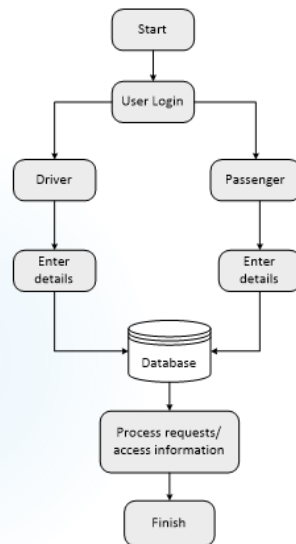 Start
User Login
Driver
Passenger
Enter
details
Enter
details
Database
Process requests/
access information
Finish